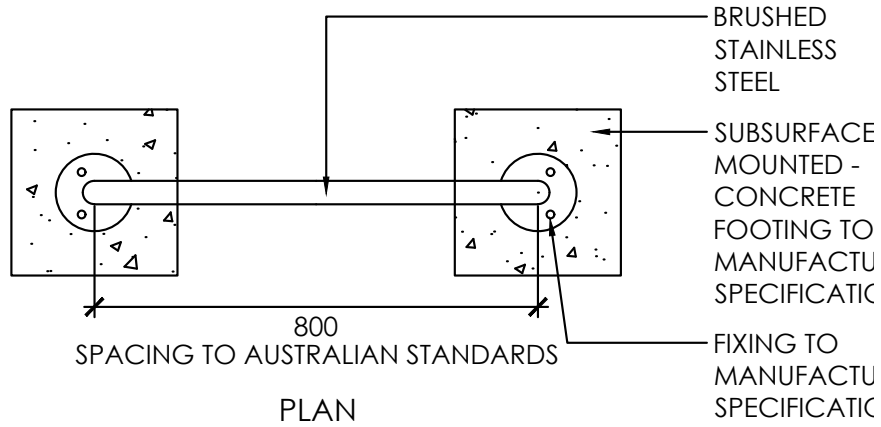 BRUSHED
STAINLESS
STEEL
SUBSURFACE
MOUNTED -
CONCRETE
FOOTING TO
MANUFACTU
SPECIFICATIO
FIXING TO
MANUFACTU
SPECIFICATIO
800
SPACING TO AUSTRALIAN STANDARDS
PLAN